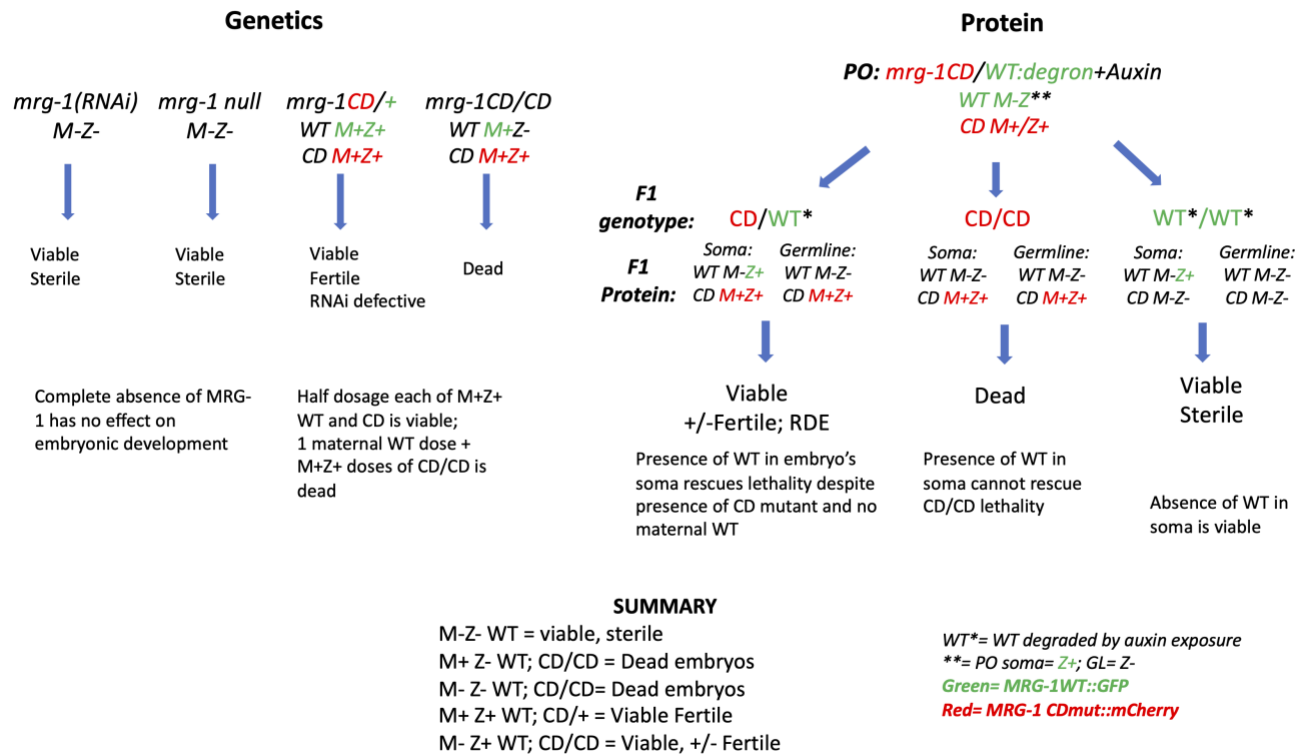 Genetics
mrg-1(RNAi)
M-Z-
Viable
Sterile
mrg-1 null
M-Z-
Viable
Sterile
mrg-1CD/+
WT M+Z+
CD M+Z+
Viable
Fertile
RNAi defective
mrg-1CD/CD
WT M+Z-
CD M+Z+
Dead
Complete absence of MRG-
1 has no effect on
embryonic development
Half dosage each of M+Z+
WT and CD is viable;
1 maternal WT dose +
M+Z+ doses of CD/CD is
dead
Protein
PO: mrg-1CD/WT:degron+Auxin
WT M-Z**
CD M+/Z+
F1
genotype:
F1
Protein:
CD/WT*
Soma:
WT M-Z+
CD M+Z+
Germline:
WT M-Z-
CD M+Z+
Viable
+/-Fertile; RDE
Presence of WT in embryo's
soma rescues lethality despite
presence of CD mutant and no
maternal WT
CD/CD
Soma:
WT M-Z-
CD M+Z+
Germline:
WT M-Z-
CD M+Z+
Dead
Presence of WT in
soma cannot rescue
CD/CD lethality
WT*/WT*
Soma:
WT M-Z+
CD M-Z-
Germline:
WT M-Z-
CD M-Z-
Viable
Sterile
Absence of WT in
soma is viable
SUMMARY
M-Z- WT = viable, sterile
M+ Z- WT; CD/CD = Dead embryos
M- Z- WT; CD/CD= Dead embryos
M+ Z+ WT; CD/+ = Viable Fertile
M- Z+ WT; CD/CD = Viable, +/- Fertile
WT*= WT degraded by auxin exposure
**= PO soma= Z+; GL= Z-
Green= MRG-1WT::GFP
Red= MRG-1 CDmut::mCherry